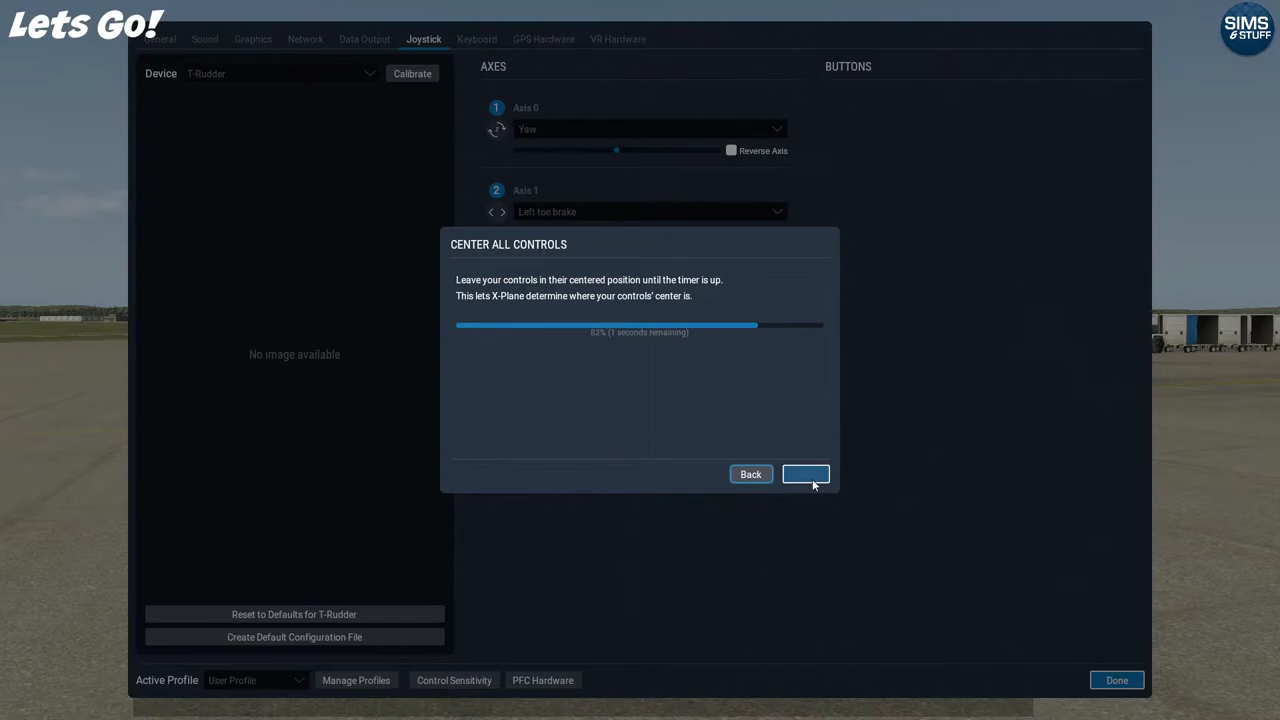 Lets Go!
SIMS
&STUFF
General Sound Graphics Network Data Output Joystick Keyboard GPS Hardware VR Hardware
Device T-Rudder Calibrate
AXES
BUTTONS
1 Axis 0
Yaw
Reverse Axis
2 Axis 1
Left toe brake
CENTER ALL CONTROLS
Leave your controls in their centered position until the timer is up.
This lets X-Plane determine where your controls' center is.
82% (1 seconds remaining)
No image available
Back
Reset to Defaults for T-Rudder
Create Default Configuration File
Active Profile User Profile Manage Profiles Control Sensitivity PFC Hardware Done